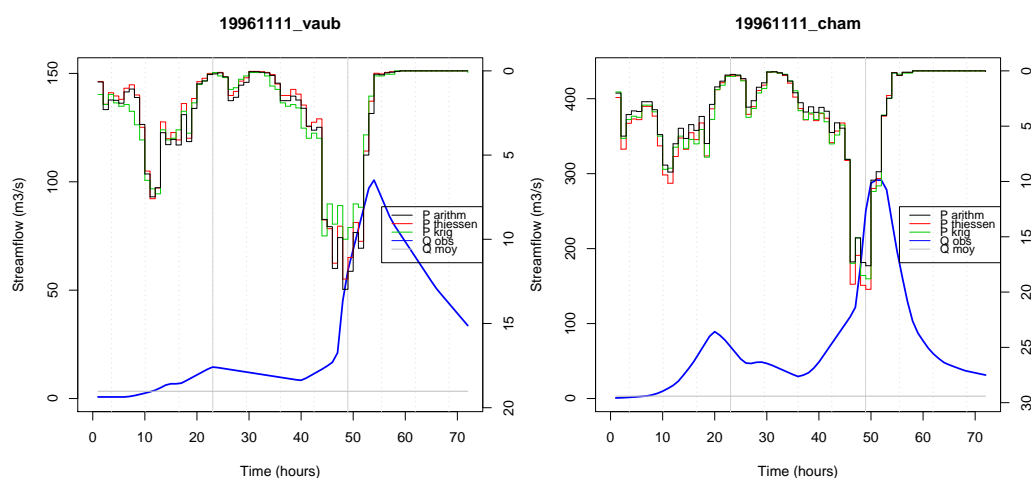 19961111_vaub
Streamflow (m3/s)
0 50 100 150
0 5 10 15 20
P arithm
P thiessen
P krig
Q obs
Q moy
0 10 20 30 40 50 60 70
Time (hours)
19961111_cham
Streamflow (m3/s)
0 100 200 300 400
0 5 10 15 20 25 30
P arithm
P thiessen
P krig
Q obs
Q moy
0 10 20 30 40 50 60 70
Time (hours)